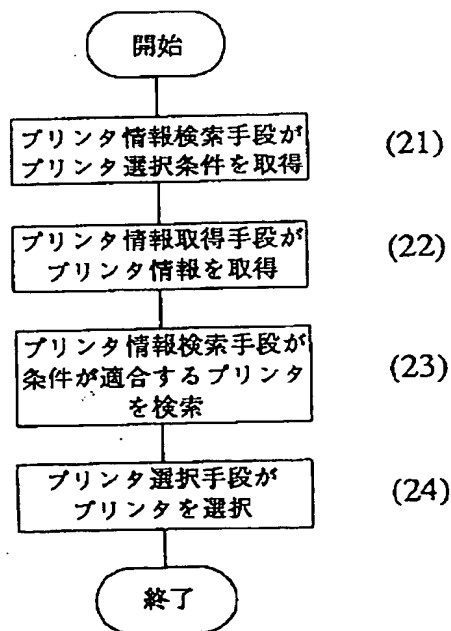 開始
プリンタ情報検索手段が
プリンタ選択条件を取得
(21)
プリンタ情報取得手段が
プリンタ情報を取得
(22)
プリンタ情報検索手段が
条件が適合するプリンタ
を検索
(23)
プリンタ選択手段が
プリンタを選択
(24)
終了